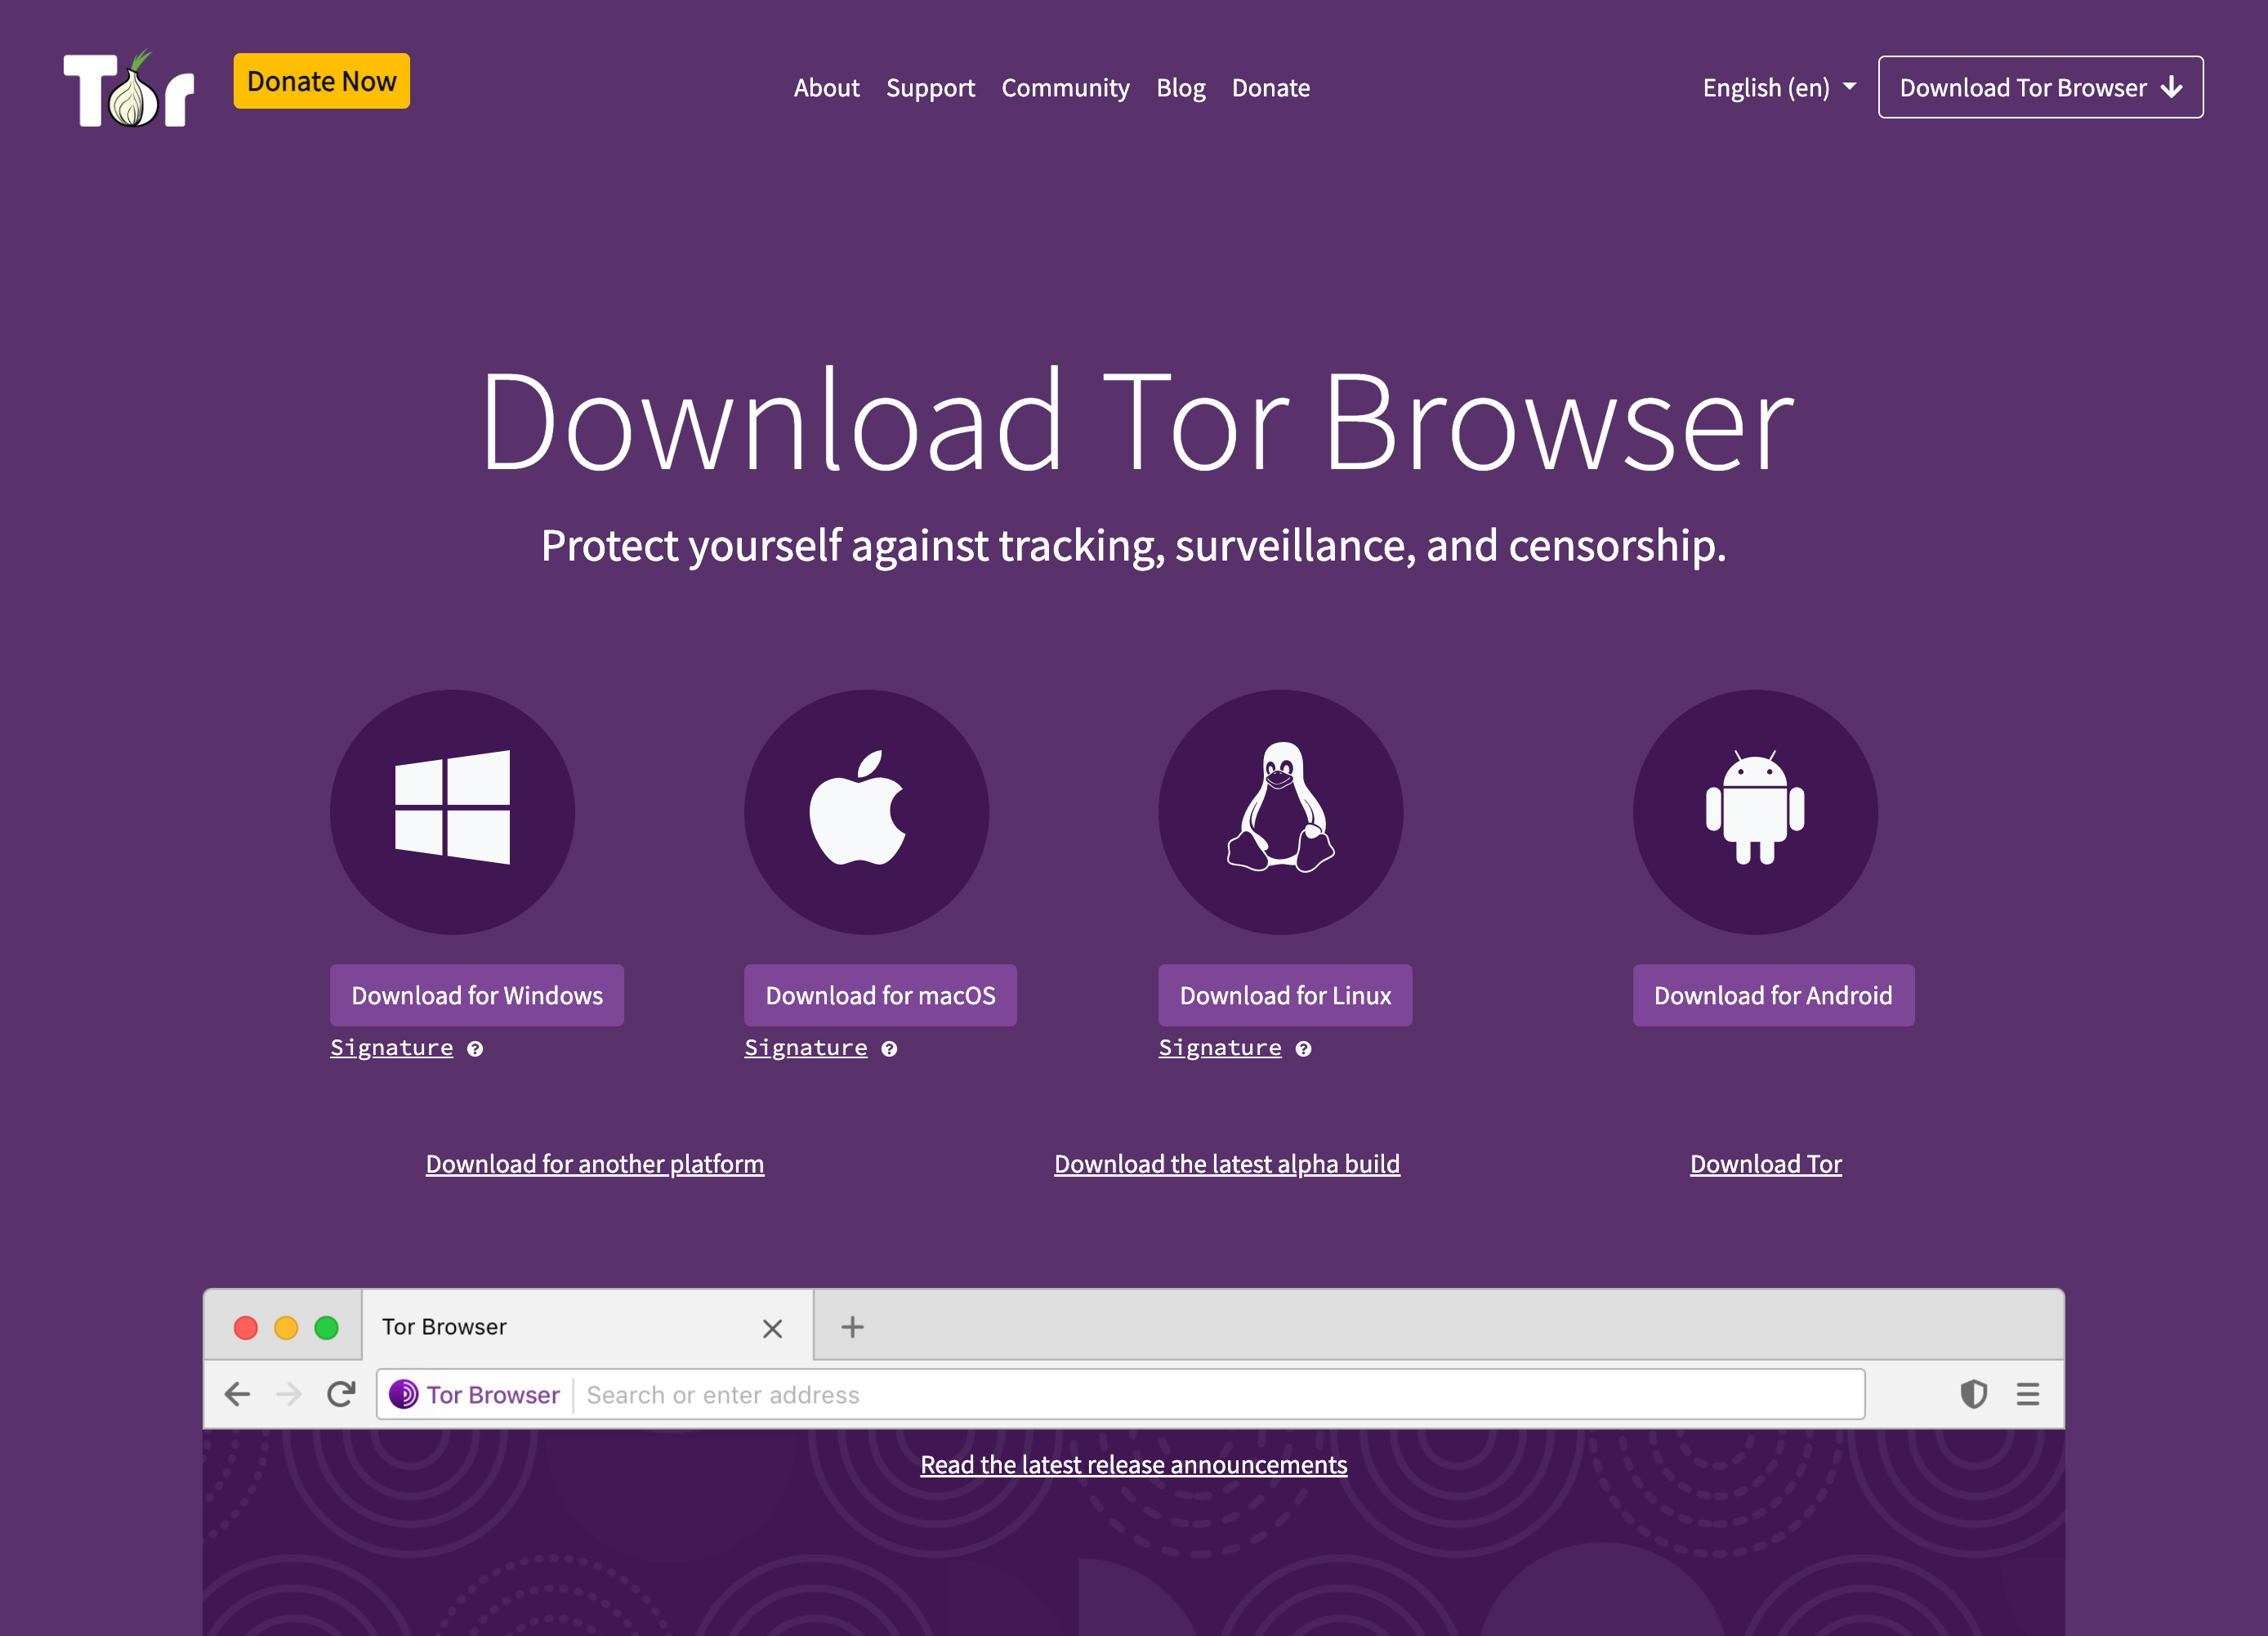 Tor
Donate Now
About Support Community Blog Donate
English (en)
Download Tor Browser
Download Tor Browser
Protect yourself against tracking, surveillance, and censorship.
Download for Windows
Signature ?
Download for macOS
Signature ?
Download for Linux
Signature ?
Download for Android
Download for another platform
Download the latest alpha build
Download Tor
Tor Browser
Tor Browser Search or enter address
Read the latest release announcements